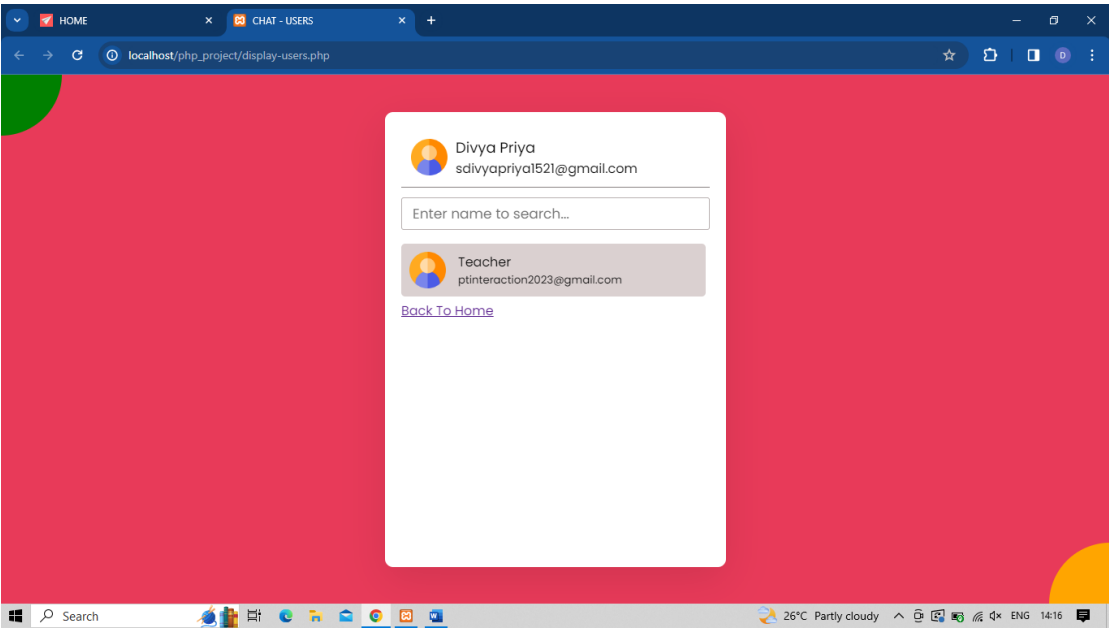 HOME
CHAT - USERS
localhost/php_project/display-users.php
D
Divya Priya
sdivyapriya1521@gmail.com
Enter name to search...
Teacher
ptinteraction2023@gmail.com
Back To Home
Search
26°C Partly cloudy
ENG
14:16